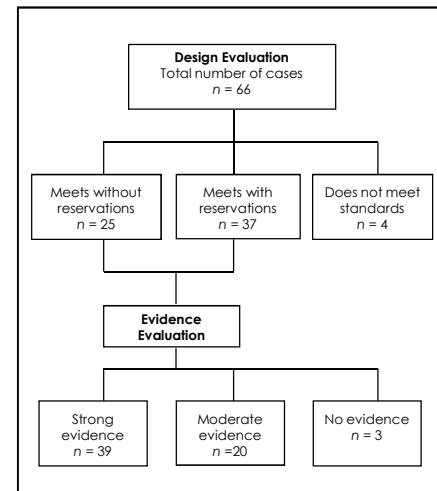 Design Evaluation
Total number of cases
n = 66
Meets without
reservations
n = 25
Meets with
reservations
n = 37
Does not meet
standards
n = 4
Evidence
Evaluation
Strong
evidence
n = 39
Moderate
evidence
n =20
No evidence
n = 3